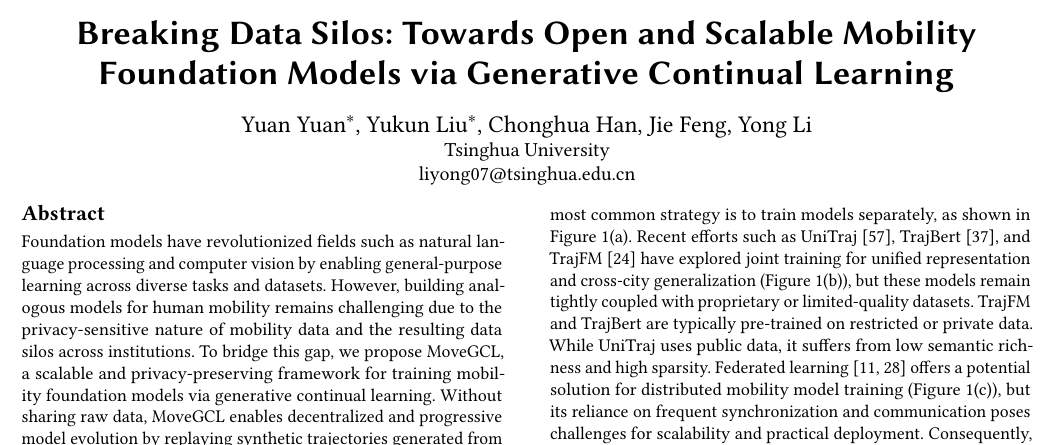 Breaking Data Silos: Towards Open and Scalable Mobility
Foundation Models via Generative Continual Learning
Yuan Yuan*, Yukun Liu*, Chonghua Han, Jie Feng, Yong Li
Tsinghua University
liyong07@tsinghua.edu.cn
Abstract
Foundation models have revolutionized fields such as natural lan-
guage processing and computer vision by enabling general-purpose
learning across diverse tasks and datasets. However, building anal-
ogous models for human mobility remains challenging due to the
privacy-sensitive nature of mobility data and the resulting data
silos across institutions. To bridge this gap, we propose MoveGCL,
a scalable and privacy-preserving framework for training mobil-
ity foundation models via generative continual learning. Without
sharing raw data, MoveGCL enables decentralized and progressive
model evolution by replaying synthetic trajectories generated from
most common strategy is to train models separately, as shown in
Figure 1(a). Recent efforts such as UniTraj [57], TrajBert [37], and
TrajFM [24] have explored joint training for unified representation
and cross-city generalization (Figure 1(b)), but these models remain
tightly coupled with proprietary or limited-quality datasets. TrajFM
and TrajBert are typically pre-trained on restricted or private data.
While UniTraj uses public data, it suffers from low semantic rich-
ness and high sparsity. Federated learning [11, 28] offers a potential
solution for distributed mobility model training (Figure 1(c)), but
its reliance on frequent synchronization and communication poses
challenges for scalability and practical deployment. Consequently,